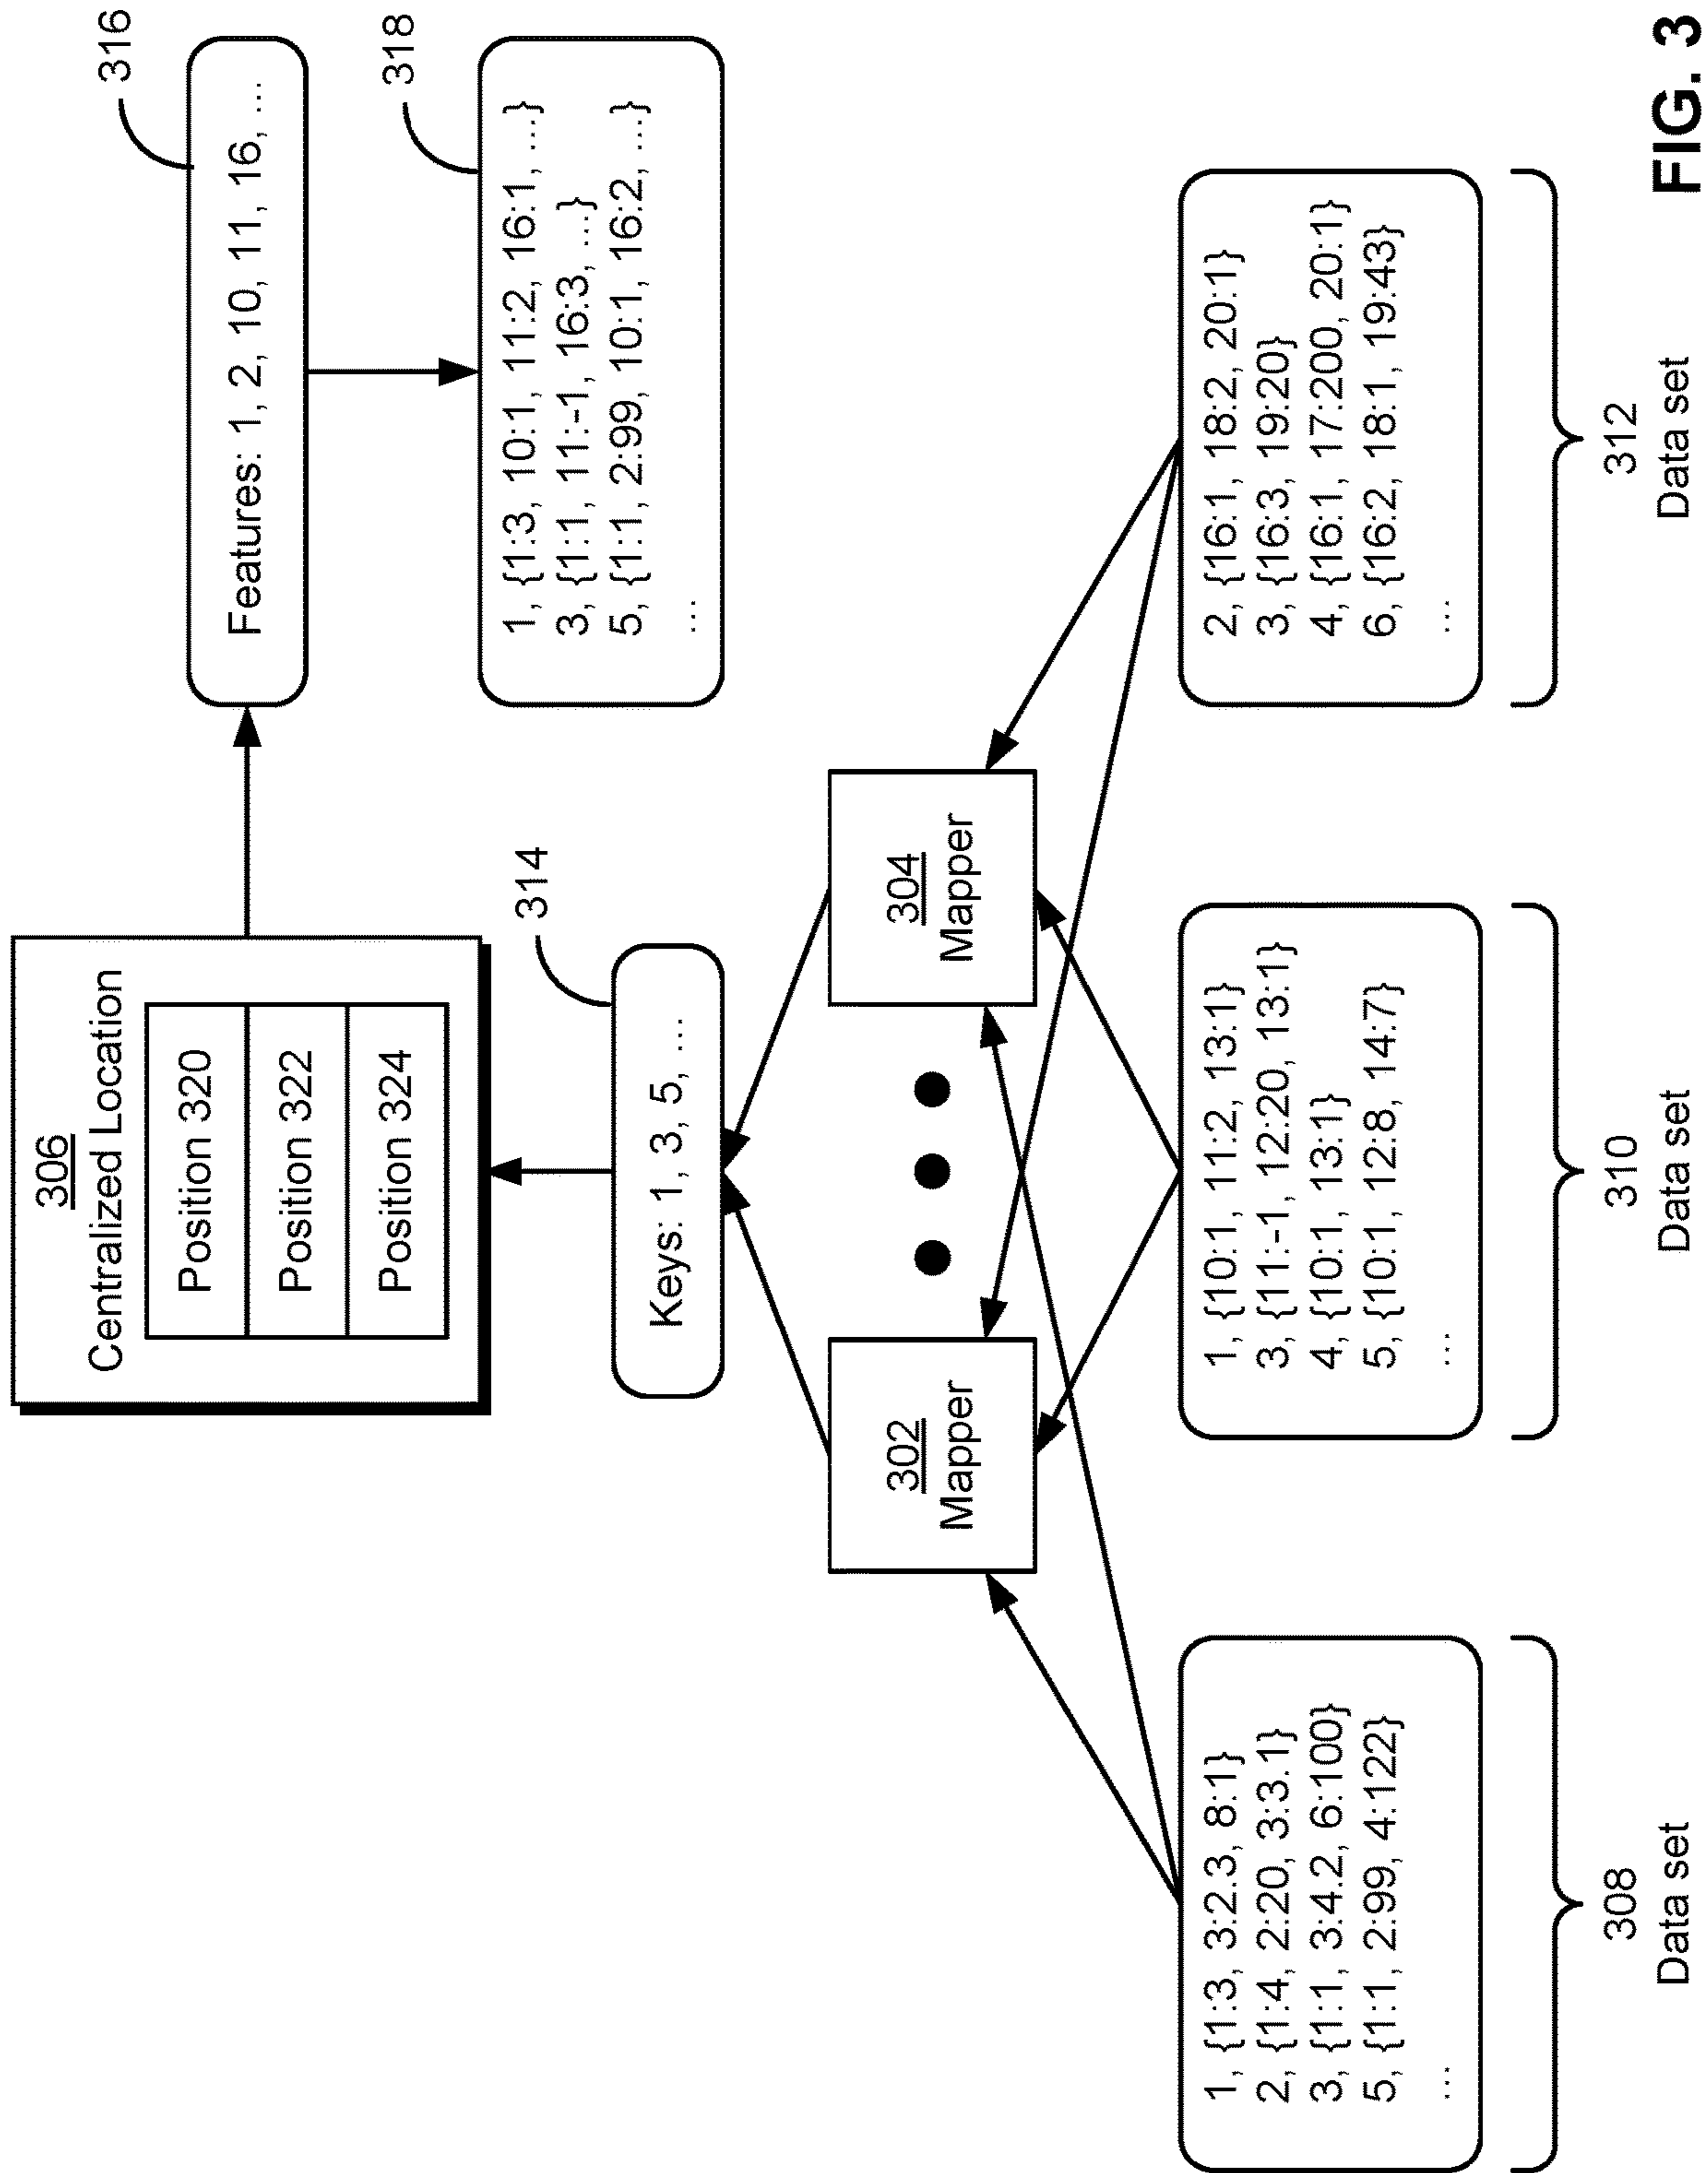 306
Centralized Location
Position 320
Position 322
Position 324
316
Features: 1, 2, 10, 11, 16, ...
318
1, {1:3, 10:1, 11:2, 16:1, ...}
3, {1:1, 11:-1, 16:3, ...}
5, {1:1, 2:99, 10:1, 16:2, ...}
...
314
Keys: 1, 3, 5, ...
302
Mapper
304
Mapper
1, {1:3, 3:2.3, 8:1}
2, {1:4, 2:20, 3:3.1}
3, {1:1, 3:4.2, 6:100}
5, {1:1, 2:99, 4:122}
...
308
Data set
1, {10:1, 11:2, 13:1}
3, {11:-1, 12:20, 13:1}
4, {10:1, 13:1}
5, {10:1, 12:8, 14:7}
...
310
Data set
2, {16:1, 18:2, 20:1}
3, {16:3, 19:20}
4, {16:1, 17:200, 20:1}
6, {16:2, 18:1, 19:43}
...
312
Data set
FIG. 3